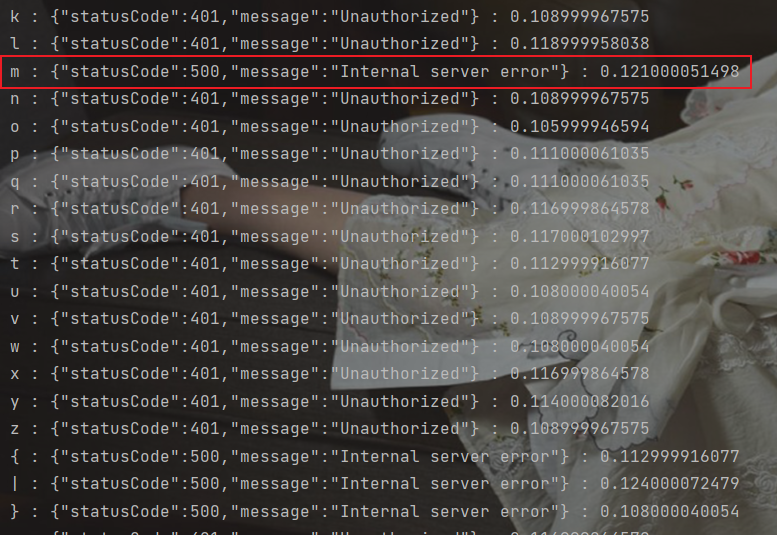 k : {"statusCode":401,"message":"Unauthorized"} : 0.108999967575
l : {"statusCode":401,"message":"Unauthorized"} : 0.118999958038
m : {"statusCode":500,"message":"Internal server error"} : 0.121000051498
n : {"statusCode":401,"message":"Unauthorized"} : 0.108999967575
o : {"statusCode":401,"message":"Unauthorized"} : 0.105999946594
p : {"statusCode":401,"message":"Unauthorized"} : 0.111000061035
q : {"statusCode":401,"message":"Unauthorized"} : 0.111000061035
r : {"statusCode":401,"message":"Unauthorized"} : 0.116999864578
s : {"statusCode":401,"message":"Unauthorized"} : 0.117000102997
t : {"statusCode":401,"message":"Unauthorized"} : 0.112999916077
u : {"statusCode":401,"message":"Unauthorized"} : 0.108000040054
v : {"statusCode":401,"message":"Unauthorized"} : 0.108999967575
w : {"statusCode":401,"message":"Unauthorized"} : 0.108000040054
x : {"statusCode":401,"message":"Unauthorized"} : 0.116999864578
y : {"statusCode":401,"message":"Unauthorized"} : 0.114000082016
z : {"statusCode":401,"message":"Unauthorized"} : 0.108999967575
{ : {"statusCode":500,"message":"Internal server error"} : 0.112999916077
| : {"statusCode":500,"message":"Internal server error"} : 0.124000072479
} : {"statusCode":500,"message":"Internal server error"} : 0.108000040054